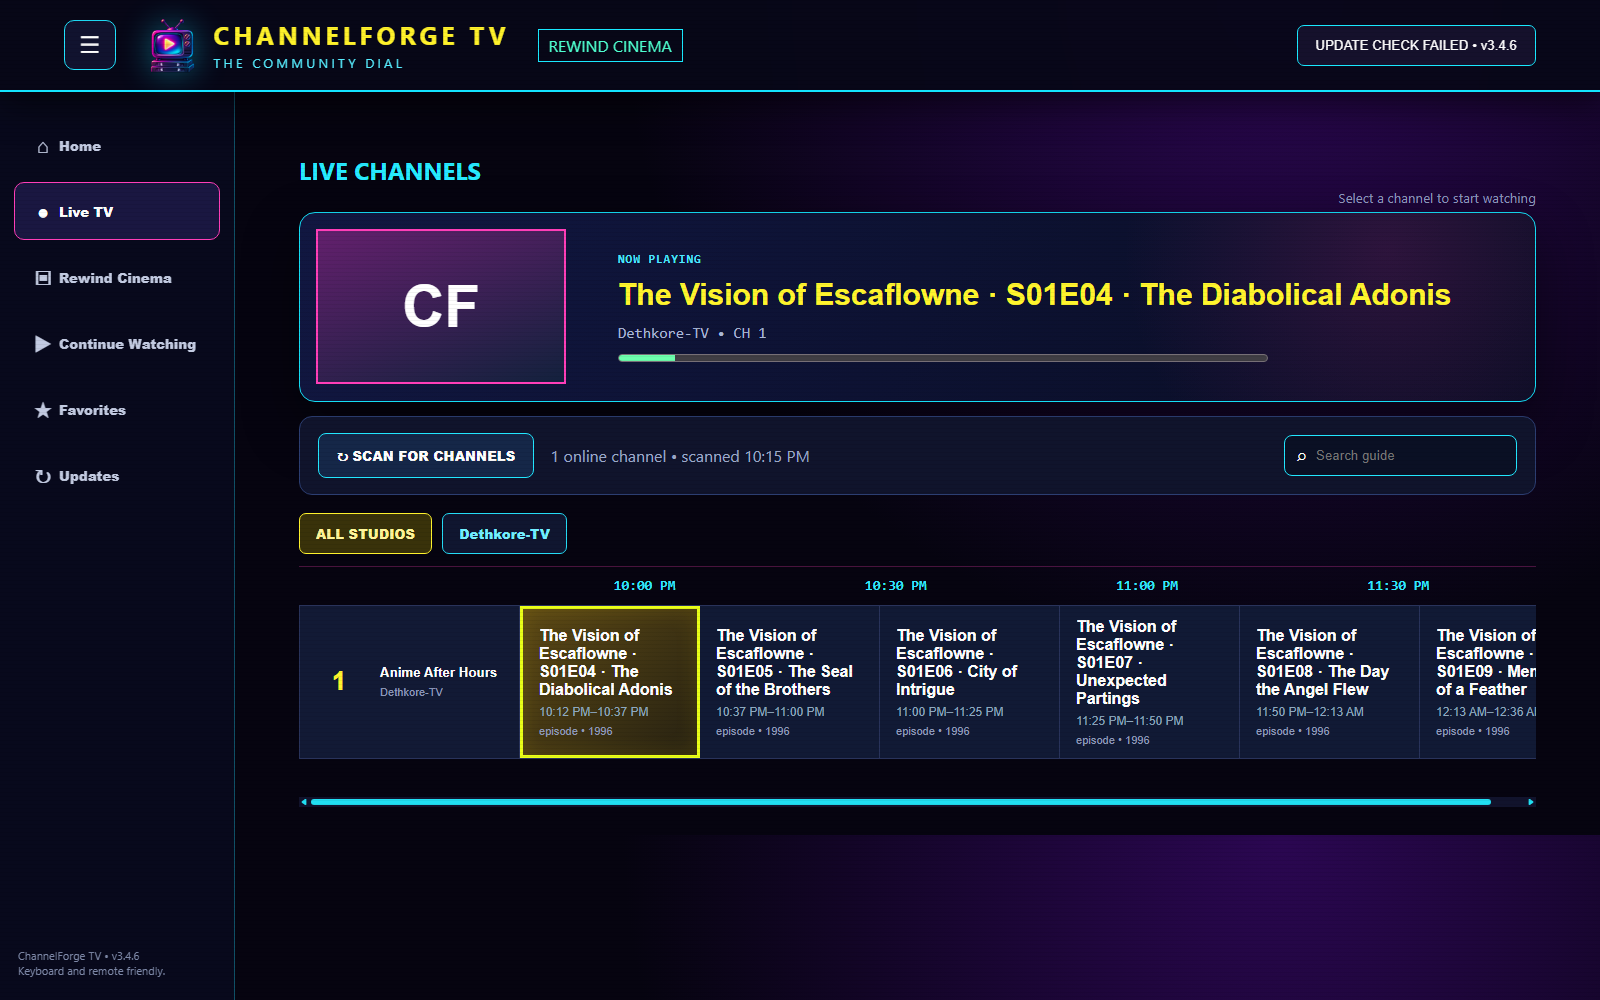 ☰
CHANNELFORGE TV
THE COMMUNITY DIAL
REWIND CINEMA
UPDATE CHECK FAILED • v3.4.6
⌂ Home
● Live TV
Rewind Cinema
▶ Continue Watching
★ Favorites
↻ Updates
LIVE CHANNELS
Select a channel to start watching
CF
NOW PLAYING
The Vision of Escaflowne · S01E04 · The Diabolical Adonis
Dethkore-TV • CH 1
↻ SCAN FOR CHANNELS
1 online channel • scanned 10:15 PM
⌕ Search guide
ALL STUDIOS
Dethkore-TV
10:00 PM
10:30 PM
11:00 PM
11:30 PM
1
Anime After Hours
Dethkore-TV
The Vision of
Escaflowne ·
S01E04 · The
Diabolical Adonis
10:12 PM–10:37 PM
episode • 1996
The Vision of
Escaflowne ·
S01E05 · The Seal
of the Brothers
10:37 PM–11:00 PM
episode • 1996
The Vision of
Escaflowne ·
S01E06 · City of
Intrigue
11:00 PM–11:25 PM
episode • 1996
The Vision of
Escaflowne ·
S01E07 ·
Unexpected
Partings
11:25 PM–11:50 PM
episode • 1996
The Vision of
Escaflowne ·
S01E08 · The Day
the Angel Flew
11:50 PM–12:13 AM
episode • 1996
The Vision of
Escaflowne ·
S01E09 ·
of a Feather
12:13 AM–12:36
episode • 1996
ChannelForge TV • v3.4.6
Keyboard and remote friendly.